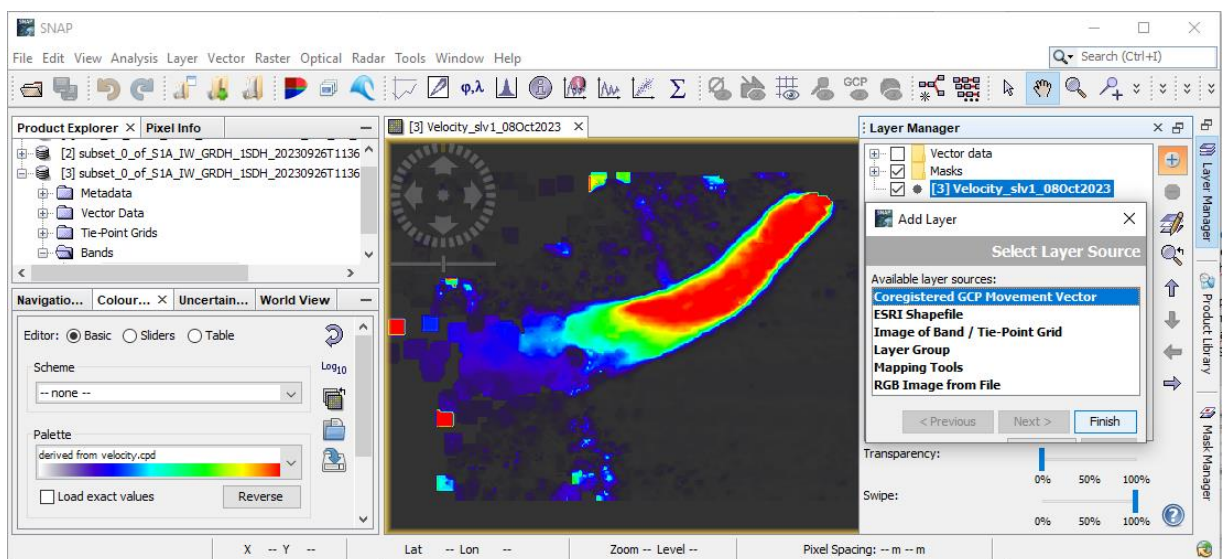 SNAP
File Edit View Analysis Layer Vector Raster Optical Radar Tools Window Help
Search (Ctrl+I)
φ,λ
Σ
GCP
Product Explorer × Pixel Info
[3] Velocity_slv1_08Oct2023
Layer Manager
[2] subset_0_of_S1A_IW_GRDH_1SDH_20230926T1136
[3] subset_0_of_S1A_IW_GRDH_1SDH_20230926T1136
Metadata
Vector Data
Tie-Point Grids
Bands
Vector data
Masks
[3] Velocity_slv1_08Oct2023
Add Layer
Select Layer Source
Available layer sources:
Coregistered GCP Movement Vector
ESRI Shapefile
Image of Band / Tie-Point Grid
Layer Group
Mapping Tools
RGB Image from File
< Previous Next > Finish
Transparency:
0% 50% 100%
Swipe:
0% 50% 100%
Layer Manager
Product Library
Mask Manager
Navigatio... Colour... × Uncertain... World View
Editor: Basic Sliders Table
Scheme
Log10
-- none --
Palette
derived from velocity.cpd
Load exact values Reverse
X -- Y -- Lat -- Lon -- Zoom -- Level -- Pixel Spacing: -- m -- m